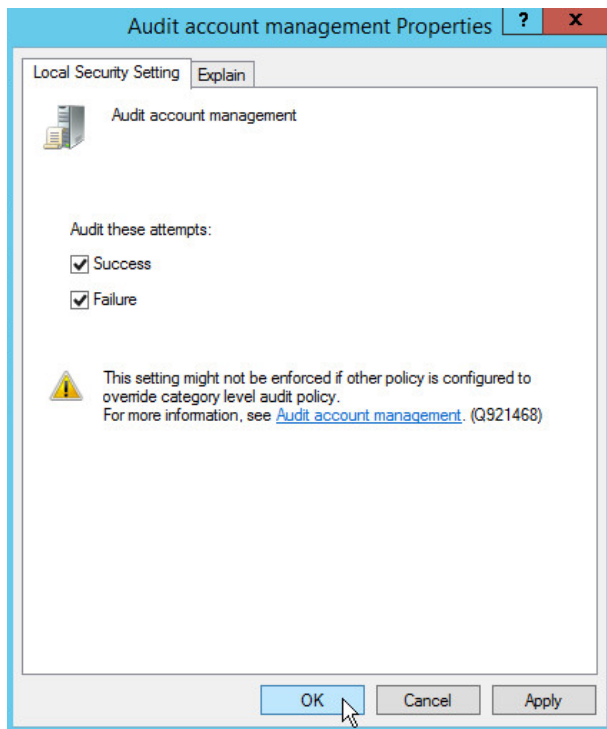 Audit account management Properties
?
x
Local Security Setting
Explain
Audit account management
Audit these attempts:
Success
Failure
This setting might not be enforced if other policy is configured to
override category level audit policy.
For more information, see Audit account management. (Q921468)
OK
Cancel
Apply